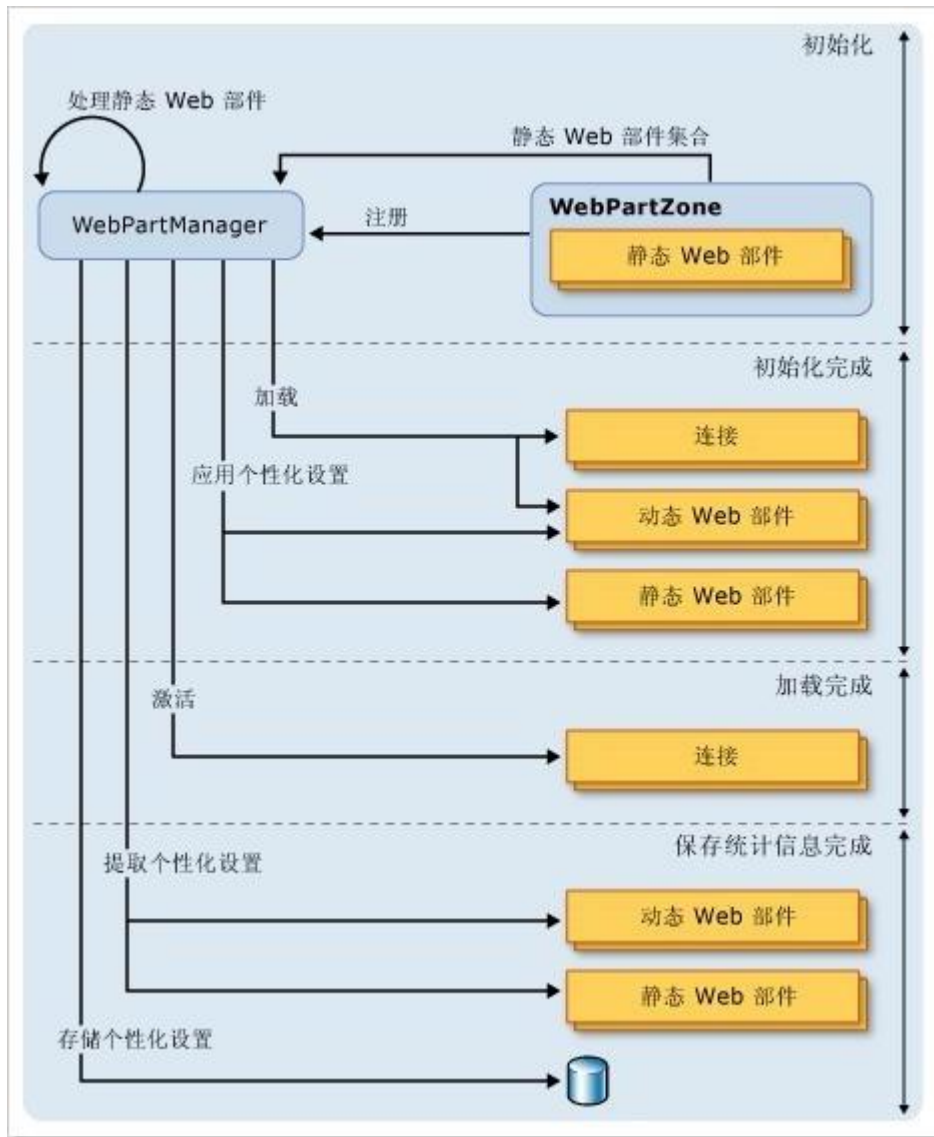 初始化
处理静态 Web 部件
静态 Web 部件集合
WebPartManager
注册
WebPartZone
静态 Web 部件
初始化完成
加载
连接
应用个性化设置
动态 Web 部件
静态 Web 部件
加载完成
激活
连接
保存统计信息完成
提取个性化设置
动态 Web 部件
静态 Web 部件
存储个性化设置